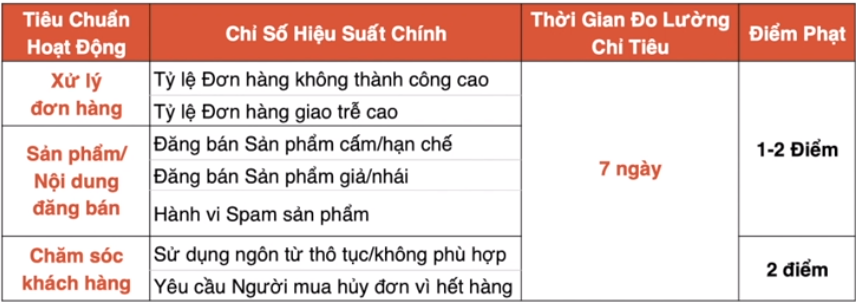 Tiêu Chuẩn
Hoạt Động
Chỉ Số Hiệu Suất Chính
Thời Gian Đo Lường
Chỉ Tiêu
Điểm Phạt
Xử lý
đơn hàng
Tỷ lệ Đơn hàng không thành công cao
Tỷ lệ Đơn hàng giao trễ cao
Sản phẩm/
Nội dung
đăng bán
Đăng bán Sản phẩm cấm/hạn chế
Đăng bán Sản phẩm giả/nhái
Hành vi Spam sản phẩm
7 ngày
1-2 Điểm
Chăm sóc
khách hàng
Sử dụng ngôn từ thô tục/không phù hợp
Yêu cầu Người mua hủy đơn vì hết hàng
2 điểm